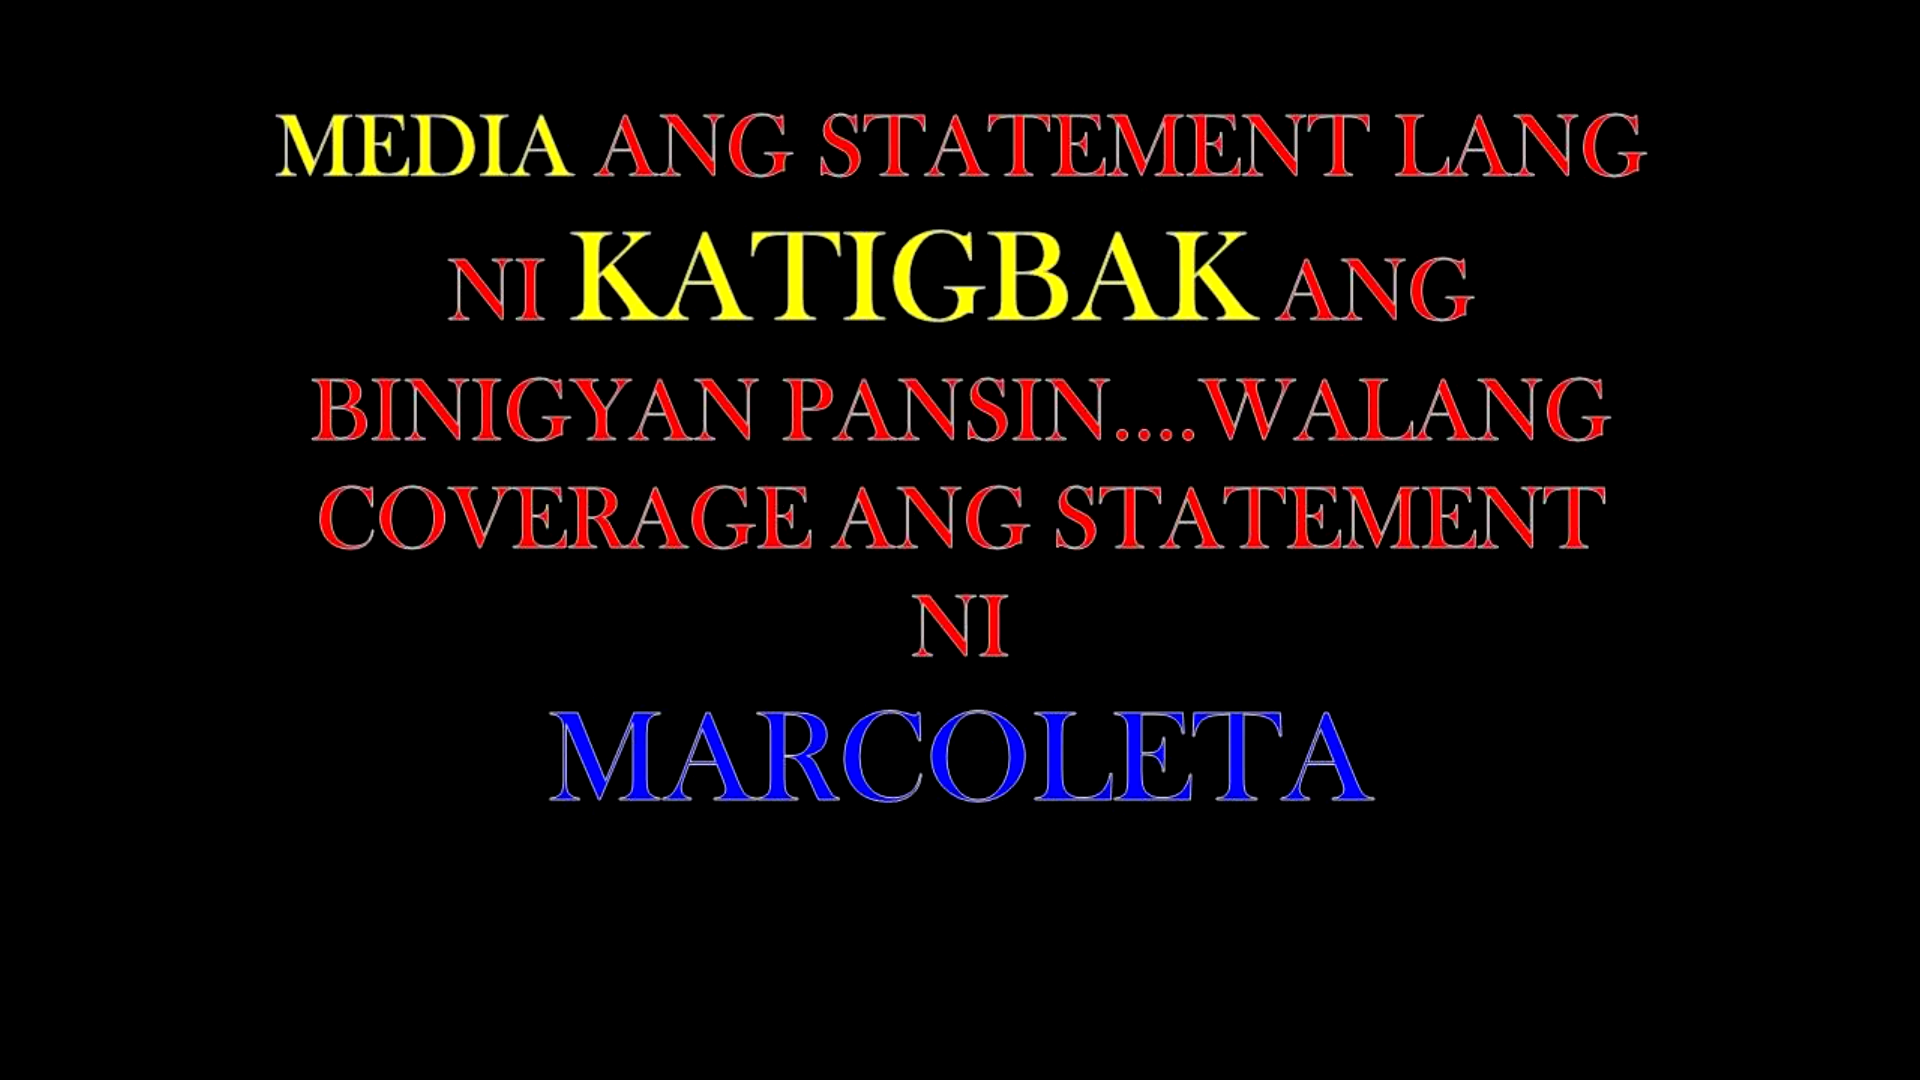 MEDIA ANG STATEMENT LANG
NI KATIGBAK ANG
BINIGYAN PANSIN....WALANG
COVERAGE ANG STATEMENT
NI
MARCOLETA